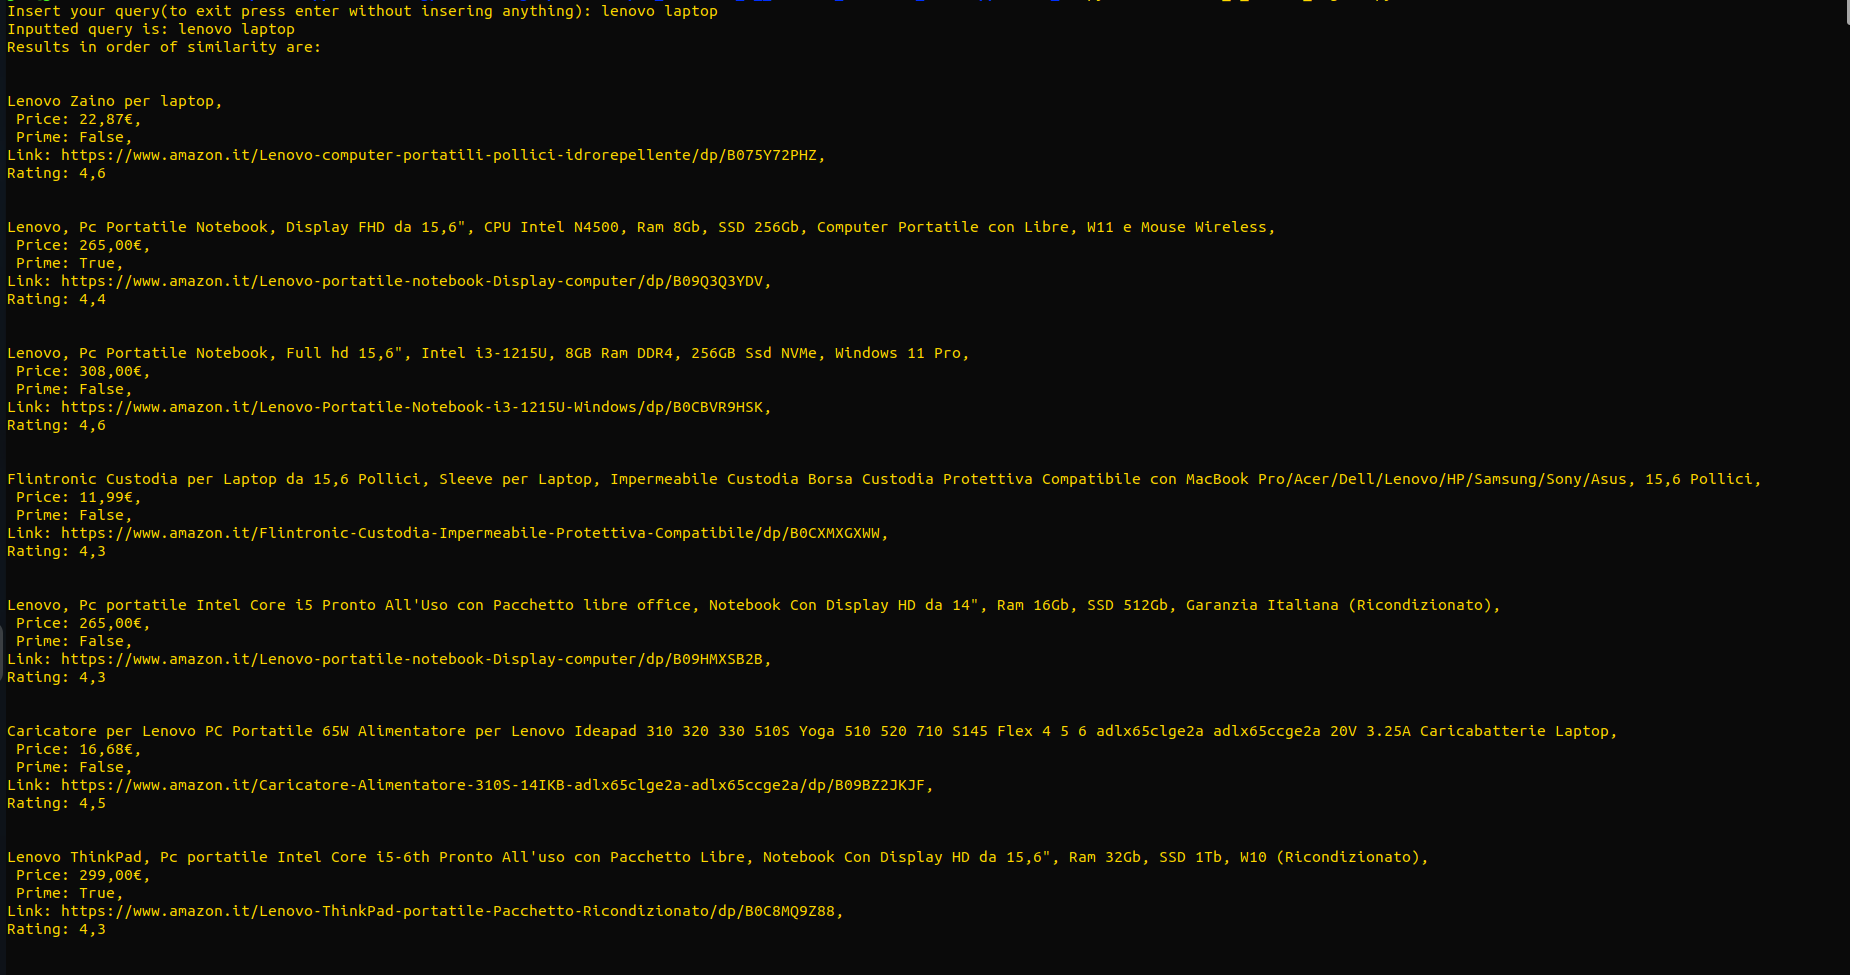 Insert your query(to exit press enter without insering anything): lenovo laptop
Inputted query is: lenovo laptop
Results in order of similarity are:
Lenovo Zaino per laptop,
Price: 22,87€,
Prime: False,
Link: https://www.amazon.it/Lenovo-computer-portatili-pollici-idrorepellente/dp/B075Y72PHZ,
Rating: 4,6
Lenovo, Pc Portatile Notebook, Display FHD da 15,6", CPU Intel N4500, Ram 8Gb, SSD 256Gb, Computer Portatile con Libre, W11 e Mouse Wireless,
Price: 265,00€,
Prime: True,
Link: https://www.amazon.it/Lenovo-portatile-notebook-Display-computer/dp/B09Q3Q3YDV,
Rating: 4,4
Lenovo, Pc Portatile Notebook, Full hd 15,6", Intel i3-1215U, 8GB Ram DDR4, 256GB Ssd NVMe, Windows 11 Pro,
Price: 308,00€,
Prime: False,
Link: https://www.amazon.it/Lenovo-Portatile-Notebook-i3-1215U-Windows/dp/B0CBVR9HSK,
Rating: 4,6
Flintronic Custodia per Laptop da 15,6 Pollici, Sleeve per Laptop, Impermeabile Custodia Borsa Custodia Protettiva Compatibile con MacBook Pro/Acer/Dell/Lenovo/HP/Samsung/Sony/Asus, 15,6 Pollici,
Price: 11,99€,
Prime: False,
Link: https://www.amazon.it/Flintronic-Custodia-Impermeabile-Protettiva-Compatibile/dp/B0CXMXGXWW,
Rating: 4,3
Lenovo, Pc portatile Intel Core i5 Pronto All'Uso con Pacchetto libre office, Notebook Con Display HD da 14", Ram 16Gb, SSD 512Gb, Garanzia Italiana (Ricondizionato),
Price: 265,00€,
Prime: False,
Link: https://www.amazon.it/Lenovo-portatile-notebook-Display-computer/dp/B09HMXSB2B,
Rating: 4,3
Caricatore per Lenovo PC Portatile 65W Alimentatore per Lenovo Ideapad 310 320 330 510S Yoga 510 520 710 S145 Flex 4 5 6 adlx65clge2a adlx65ccge2a 20V 3.25A Caricabatterie Laptop,
Price: 16,68€,
Prime: False,
Link: https://www.amazon.it/Caricatore-Alimentatore-310S-14IKB-adlx65clge2a-adlx65ccge2a/dp/B09BZ2JKJF,
Rating: 4,5
Lenovo ThinkPad, Pc portatile Intel Core i5-6th Pronto All'uso con Pacchetto Libre, Notebook Con Display HD da 15,6", Ram 32Gb, SSD 1Tb, W10 (Ricondizionato),
Price: 299,00€,
Prime: True,
Link: https://www.amazon.it/Lenovo-ThinkPad-portatile-Pacchetto-Ricondizionato/dp/B0C8MQ9Z88,
Rating: 4,3